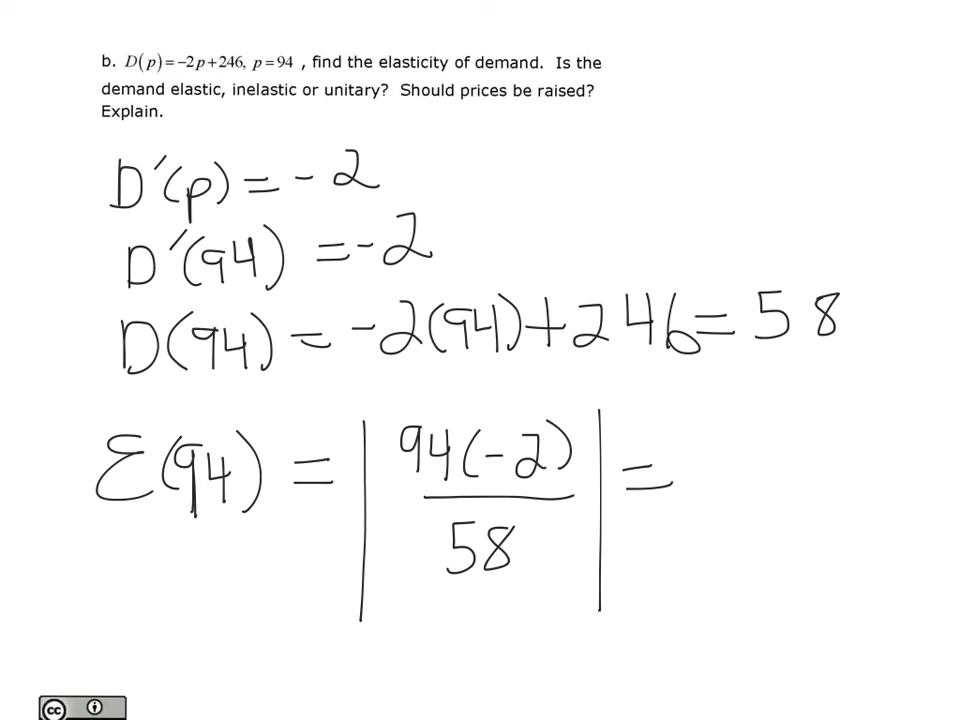 b. D(p)=−2p+246, p=94 , find the elasticity of demand. Is the
demand elastic, inelastic or unitary? Should prices be raised?
Explain.
D′(p) = -2
D′(94) = -2
D(94) = -2(94)+246=58
E(94) = | 94(-2) / 58 | =
cc